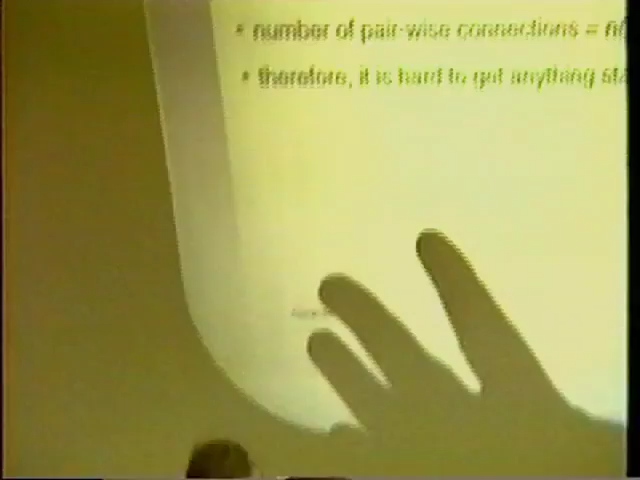 • number of pair-wise connections =
• therefore, it is hard to get anything